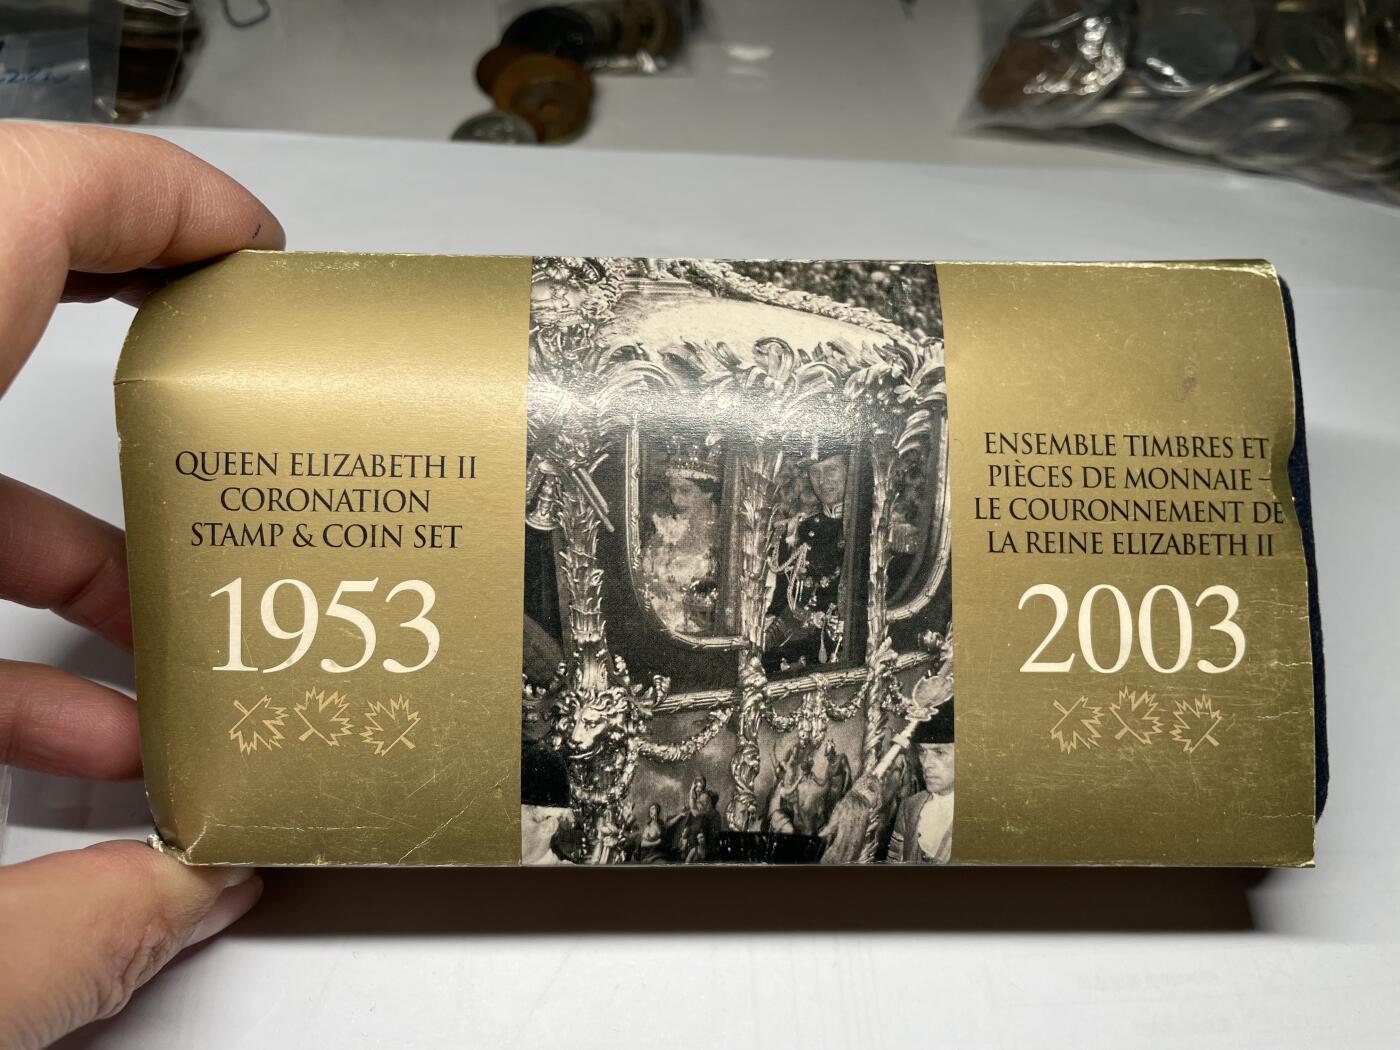 QUEEN ELIZABETH II
CORONATION
STAMP & COIN SET
1953
ENSEMBLE TIMBRES ET
PIÈCES DE MONNAIE –
LE COURONNEMENT DE
LA REINE ELIZABETH II
2003